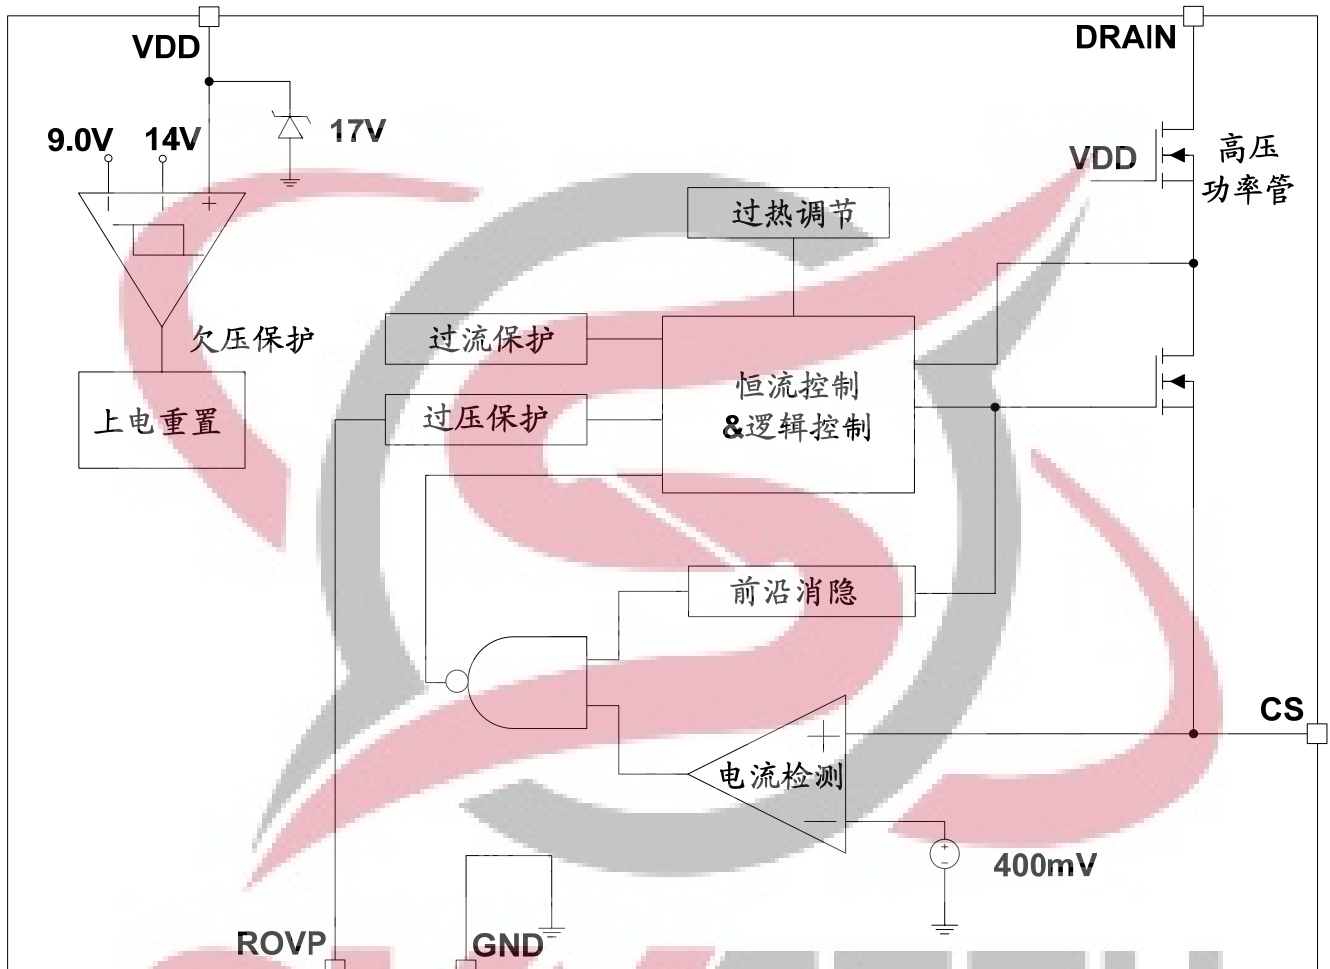 VDD
DRAIN
9.0V
14V
17V
VDD
高压
功率管
过热调节
欠压保护
过流保护
恒流控制
&逻辑控制
过压保护
上电重置
前沿消隐
CS
电流检测
400mV
ROVP
GND